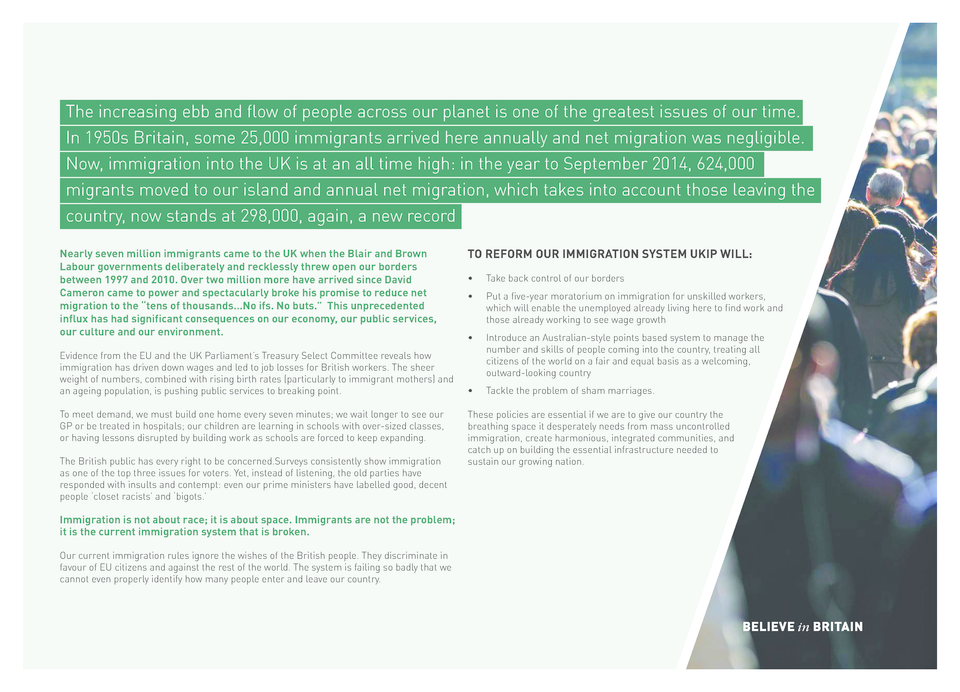 The increasing ebb and flow of people across our planet is one of the greatest issues of our time.
In 1950s Britain, some 25,000 immigrants arrived here annually and net migration was negligible.
Now, immigration into the UK is at an all time high: in the year to September 2014, 624,000
migrants moved to our island and annual net migration, which takes into account those leaving the
country, now stands at 298,000, again, a new record
Nearly seven million immigrants came to the UK when the Blair and Brown
Labour governments deliberately and recklessly threw open our borders
between 1997 and 2010. Over two million more have arrived since David
Cameron came to power and spectacularly broke his promise to reduce net
migration to the “tens of thousands...No ifs. No buts.” This unprecedented
influx has had significant consequences on our economy, our public services,
our culture and our environment.
Evidence from the EU and the UK Parliament’s Treasury Select Committee reveals how
immigration has driven down wages and led to job losses for British workers. The sheer
weight of numbers, combined with rising birth rates (particularly to immigrant mothers) and
an ageing population, is pushing public services to breaking point.
To meet demand, we must build one home every seven minutes; we wait longer to see our
GP or be treated in hospitals; our children are learning in schools with over-sized classes,
or having lessons disrupted by building work as schools are forced to keep expanding.
The British public has every right to be concerned.Surveys consistently show immigration
as one of the top three issues for voters. Yet, instead of listening, the old parties have
responded with insults and contempt: even our prime ministers have labelled good, decent
people ‘closet racists’ and ‘bigots.’
Immigration is not about race; it is about space. Immigrants are not the problem;
it is the current immigration system that is broken.
Our current immigration rules ignore the wishes of the British people. They discriminate in
favour of EU citizens and against the rest of the world. The system is failing so badly that we
cannot even properly identify how many people enter and leave our country.
TO REFORM OUR IMMIGRATION SYSTEM UKIP WILL:
• Take back control of our borders
• Put a five-year moratorium on immigration for unskilled workers,
which will enable the unemployed already living here to find work and
those already working to see wage growth
• Introduce an Australian-style points based system to manage the
number and skills of people coming into the country, treating all
citizens of the world on a fair and equal basis as a welcoming,
outward-looking country
• Tackle the problem of sham marriages.
These policies are essential if we are to give our country the
breathing space it desperately needs from mass uncontrolled
immigration, create harmonious, integrated communities, and
catch up on building the essential infrastructure needed to
sustain our growing nation.
BELIEVE in BRITAIN